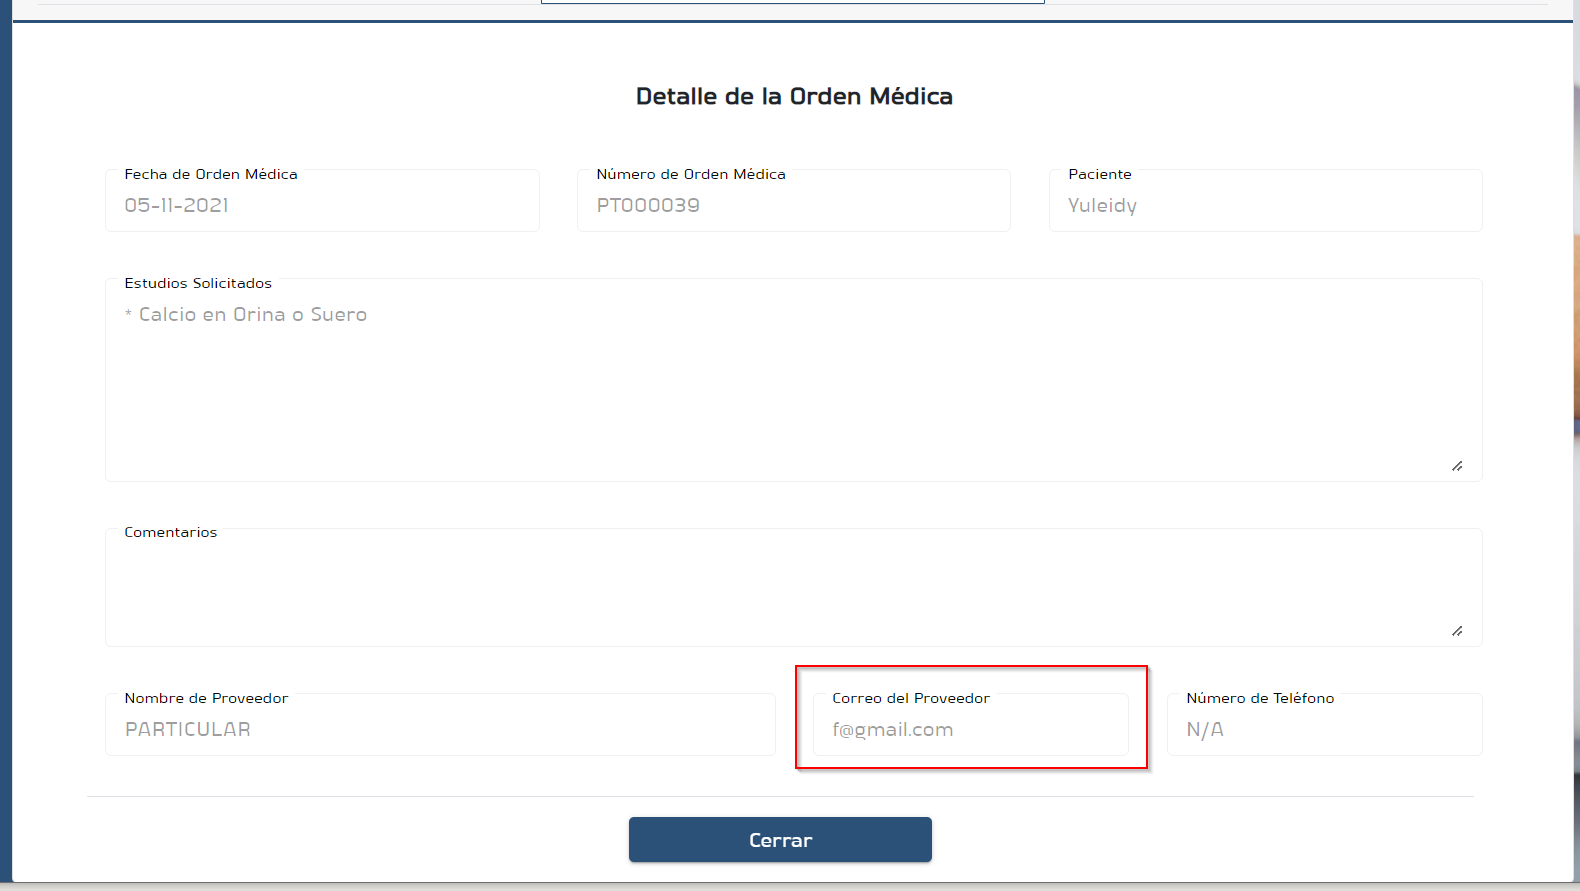 Detalle de la Orden Médica
Fecha de Orden Médica
05-11-2021
Número de Orden Médica
PT000039
Paciente
Yuleidy
Estudios Solicitados
* Calcio en Orina o Suero
Comentarios
Nombre de Proveedor
PARTICULAR
Correo del Proveedor
f@gmail.com
Número de Teléfono
N/A
Cerrar